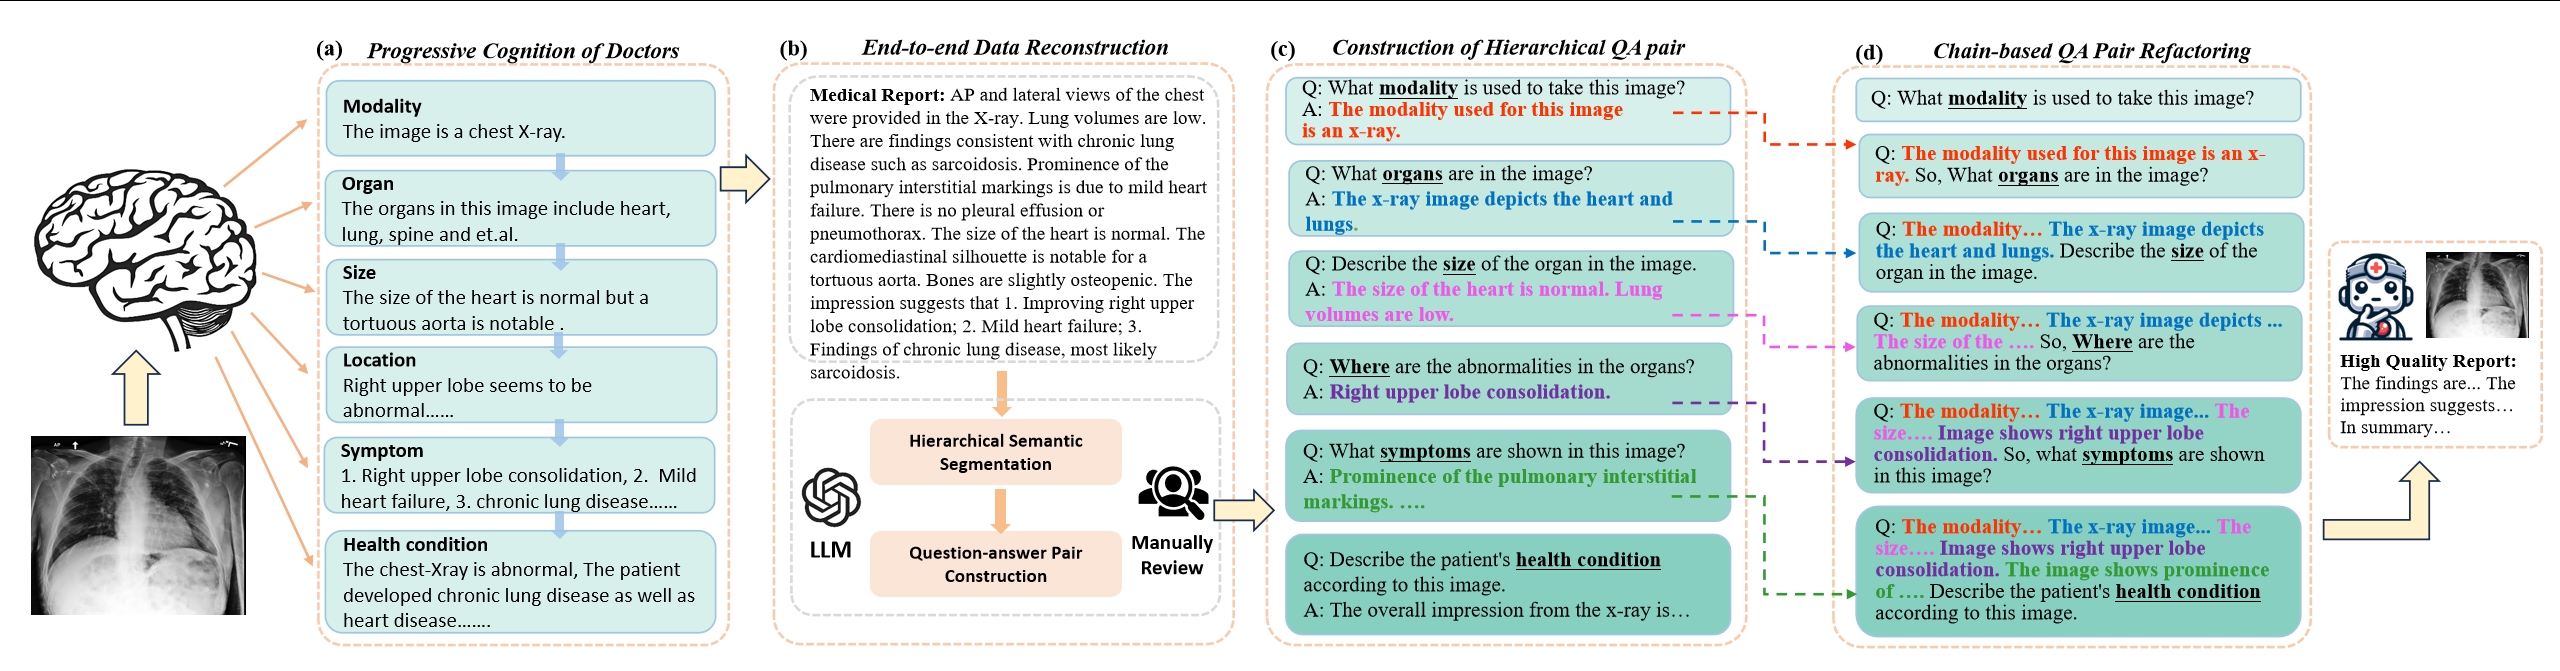 (a) Progressive Cognition of Doctors
Modality
The image is a chest X-ray.
Organ
The organs in this image include heart,
lung, spine and et.al.
Size
The size of the heart is normal but a
tortuous aorta is notable .
Location
Right upper lobe seems to be
abnormal......
Symptom
1. Right upper lobe consolidation, 2. Mild
heart failure, 3. chronic lung disease......
Health condition
The chest-Xray is abnormal, The patient
developed chronic lung disease as well as
heart disease.......
(b) End-to-end Data Reconstruction
Medical Report: AP and lateral views of the chest
were provided in the X-ray. Lung volumes are low.
There are findings consistent with chronic lung
disease such as sarcoidosis. Prominence of the
pulmonary interstitial markings is due to mild heart
failure. There is no pleural effusion or
pneumothorax. The size of the heart is normal. The
cardiomediastinal silhouette is notable for a
tortuous aorta. Bones are slightly osteopenic. The
impression suggests that 1. Improving right upper
lobe consolidation; 2. Mild heart failure; 3.
Findings of chronic lung disease, most likely
sarcoidosis.
Hierarchical Semantic
Segmentation
LLM
Question-answer Pair
Construction
Manually
Review
(c) Construction of Hierarchical QA pair
Q: What modality is used to take this image?
A: The modality used for this image
is an x-ray.
Q: What organs are in the image?
A: The x-ray image depicts the heart and
lungs.
Q: Describe the size of the organ in the image.
A: The size of the heart is normal. Lung
volumes are low.
Q: Where are the abnormalities in the organs?
A: Right upper lobe consolidation.
Q: What symptoms are shown in this image?
A: Prominence of the pulmonary interstitial
markings. ....
Q: Describe the patient's health condition
according to this image.
A: The overall impression from the x-ray is...
(d) Chain-based QA Pair Refactoring
Q: What modality is used to take this image?
Q: The modality used for this image is an x-
ray. So, What organs are in the image?
Q: The modality... The x-ray image depicts
the heart and lungs. Describe the size of the
organ in the image.
Q: The modality... The x-ray image depicts ...
The size of the .... So, Where are the
abnormalities in the organs?
Q: The modality... The x-ray image... The
size.... Image shows right upper lobe
consolidation. So, what symptoms are shown
in this image?
Q: The modality... The x-ray image... The
size.... Image shows right upper lobe
consolidation. The image shows prominence
of .... Describe the patient's health condition
according to this image.
High Quality Report:
The findings are... The
impression suggests...
In summary...